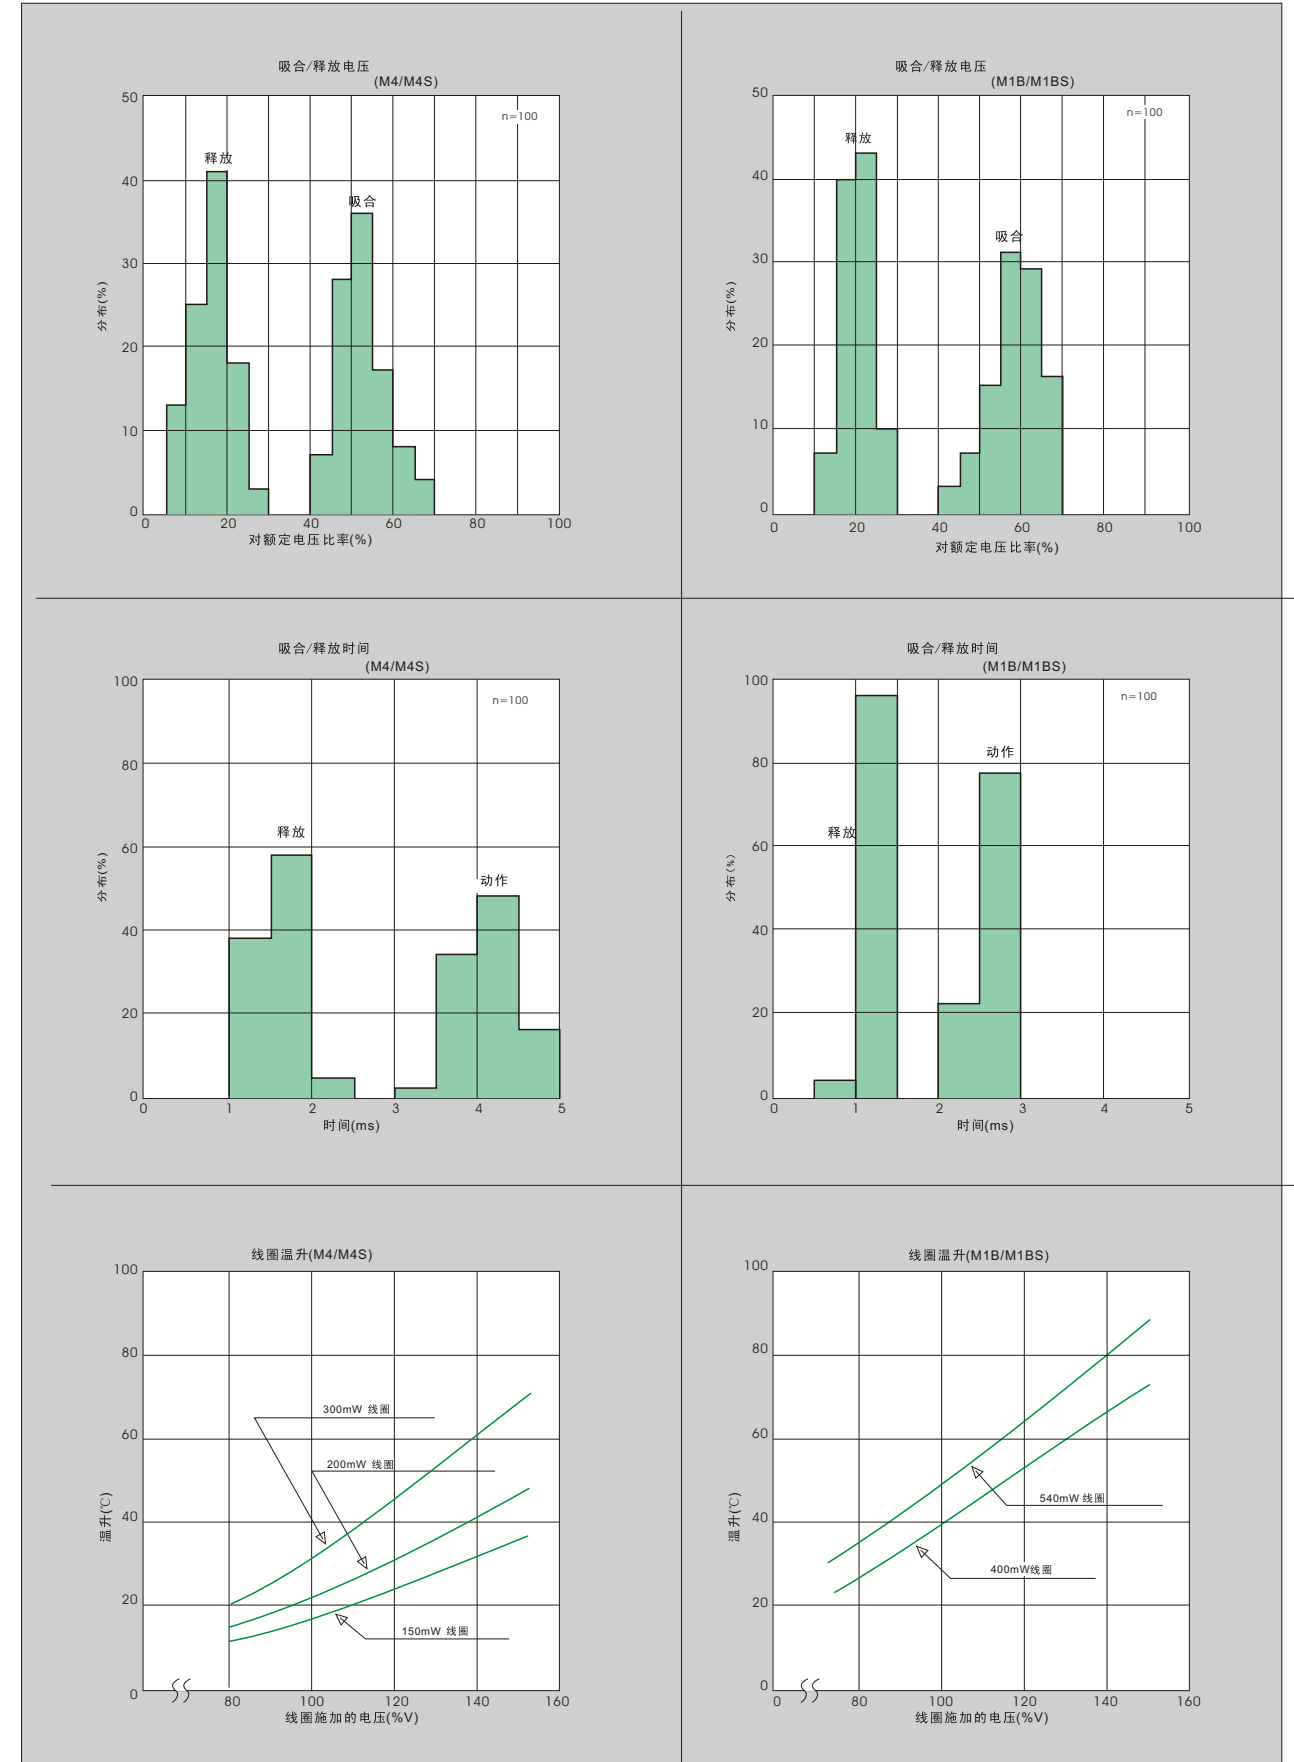 吸合/释放电压
(M4/M4S)
n=100
50
40
30
20
10
0
释放
吸合
分布(%)
0 20 40 60 80 100
对额定电压比率(%)
吸合/释放电压
(M1B/M1BS)
n=100
50
40
30
20
10
0
释放
吸合
分布(%)
0 20 40 60 80 100
对额定电压比率(%)
吸合/释放时间
(M4/M4S)
n=100
100
80
60
40
20
0
释放
动作
分布(%)
0 1 2 3 4 5
时间(ms)
吸合/释放时间
(M1B/M1BS)
n=100
100
80
60
40
20
0
动作
释放
分布(%)
0 1 2 3 4 5
时间(ms)
线圈温升(M4/M4S)
100
80
60
40
20
0
300mW 线圈
200mW 线圈
150mW 线圈
温升(℃)
80 100 120 140 160
线圈施加的电压(%V)
线圈温升(M1B/M1BS)
100
80
60
40
20
0
540mW 线圈
400mW线圈
温升(℃)
0 80 100 120 140 160
线圈施加的电压(%V)